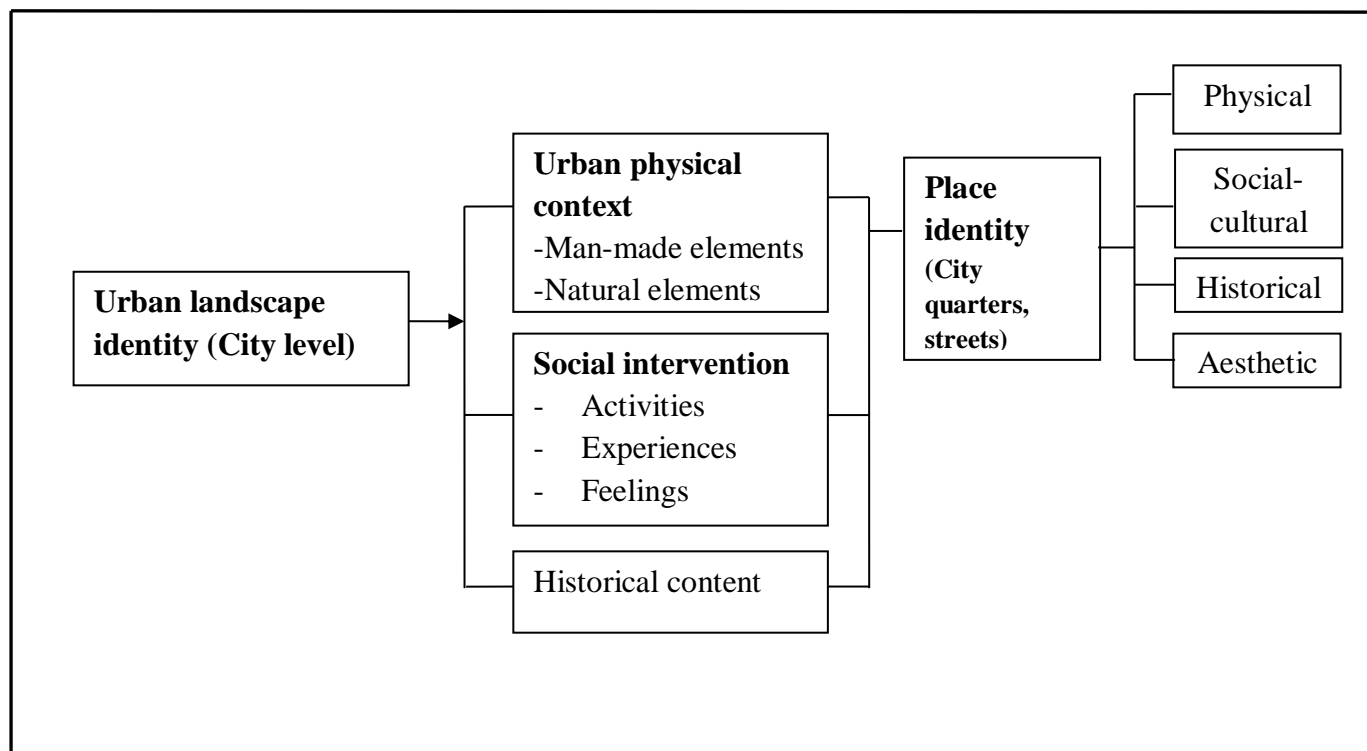 Urban landscape
identity (City level)
Urban physical
context
-Man-made elements
-Natural elements
Social intervention
- Activities
- Experiences
- Feelings
Historical content
Place
identity
(City
quarters,
streets)
Physical
Social-
cultural
Historical
Aesthetic